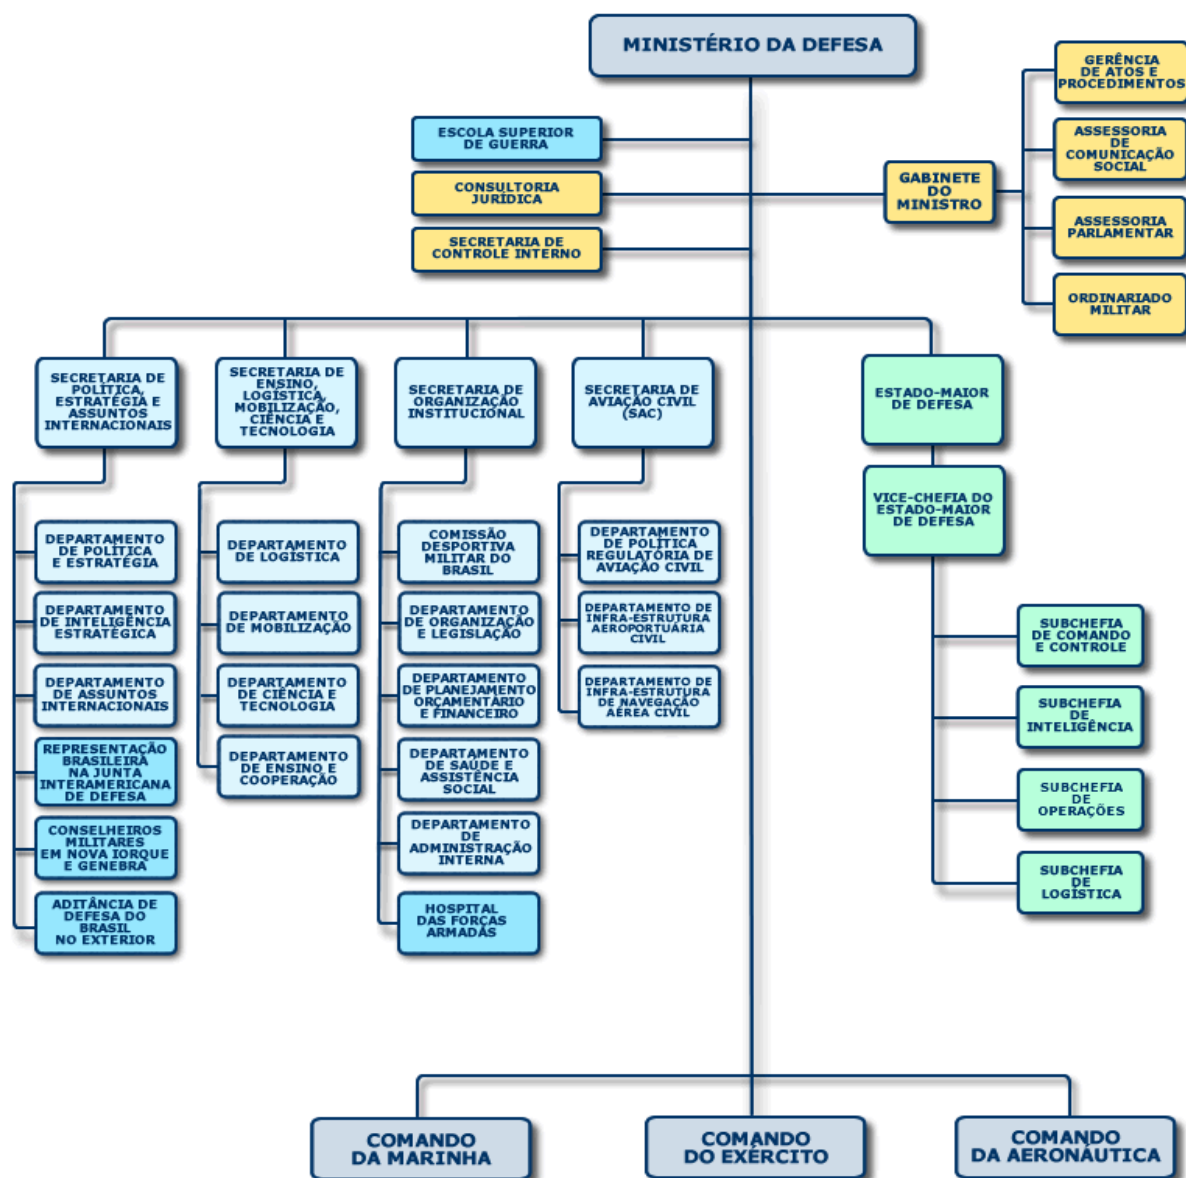 MINISTÉRIO DA DEFESA
GERÊNCIA
DE ATOS E
PROCEDIMENTOS
ESCOLA SUPERIOR
DE GUERRA
ASSESSORIA
DE
COMUNICAÇÃO
SOCIAL
CONSULTORIA
JURÍDICA
GABINETE
DO
MINISTRO
ASSESSORIA
PARLAMENTAR
SECRETARIA DE
CONTROLE INTERNO
ORDINARIADO
MILITAR
SECRETARIA DE
POLÍTICA,
ESTRATÉGIA E
ASSUNTOS
INTERNACIONAIS
SECRETARIA DE
ENSINO,
LOGÍSTICA,
MOBILIZAÇÃO,
CIÊNCIA E
TECNOLOGIA
SECRETARIA DE
ORGANIZAÇÃO
INSTITUCIONAL
SECRETARIA DE
AVIAÇÃO CIVIL
(SAC)
ESTADO-MAIOR
DE DEFESA
VICE-CHEFIA DO
ESTADO-MAIOR
DE DEFESA
DEPARTAMENTO
DE POLÍTICA
E ESTRATÉGIA
DEPARTAMENTO
DE INTELIGÊNCIA
ESTRATÉGICA
DEPARTAMENTO
DE ASSUNTOS
INTERNACIONAIS
REPRESENTAÇÃO
BRASILEIRA
NA JUNTA
INTERAMERICANA
DE DEFESA
CONSELHEIROS
MILITARES
EM NOVA IORQUE
E GENEBRA
ADITÂNCIA DE
DEFESA DO
BRASIL
NO EXTERIOR
DEPARTAMENTO
DE LOGÍSTICA
DEPARTAMENTO
DE MOBILIZAÇÃO
DEPARTAMENTO
DE CIÊNCIA E
TECNOLOGIA
DEPARTAMENTO
DE ENSINO E
COOPERAÇÃO
COMISSÃO
DESPORTIVA
MILITAR DO
BRASIL
DEPARTAMENTO
DE ORGANIZAÇÃO
E LEGISLAÇÃO
DEPARTAMENTO
DE PLANEJAMENTO
ORÇAMENTÁRIO
E FINANCEIRO
DEPARTAMENTO
DE SAÚDE E
ASSISTÊNCIA
SOCIAL
DEPARTAMENTO
DE
ADMINISTRAÇÃO
INTERNA
HOSPITAL
DAS FORÇAS
ARMADAS
DEPARTAMENTO
DE POLÍTICA
REGULATÓRIA DE
AVIAÇÃO CIVIL
DEPARTAMENTO DE
INFRA-ESTRUTURA
AEROPORTUÁRIA
CIVIL
DEPARTAMENTO DE
INFRA-ESTRUTURA
DE NAVEGAÇÃO
AÉREA CIVIL
SUBCHEFIA
DE COMANDO
E CONTROLE
SUBCHEFIA
DE
INTELIGÊNCIA
SUBCHEFIA
DE
OPERAÇÕES
SUBCHEFIA
DE
LOGÍSTICA
COMANDO
DA MARINHA
COMANDO
DO EXÉRCITO
COMANDO
DA AERONÁUTICA